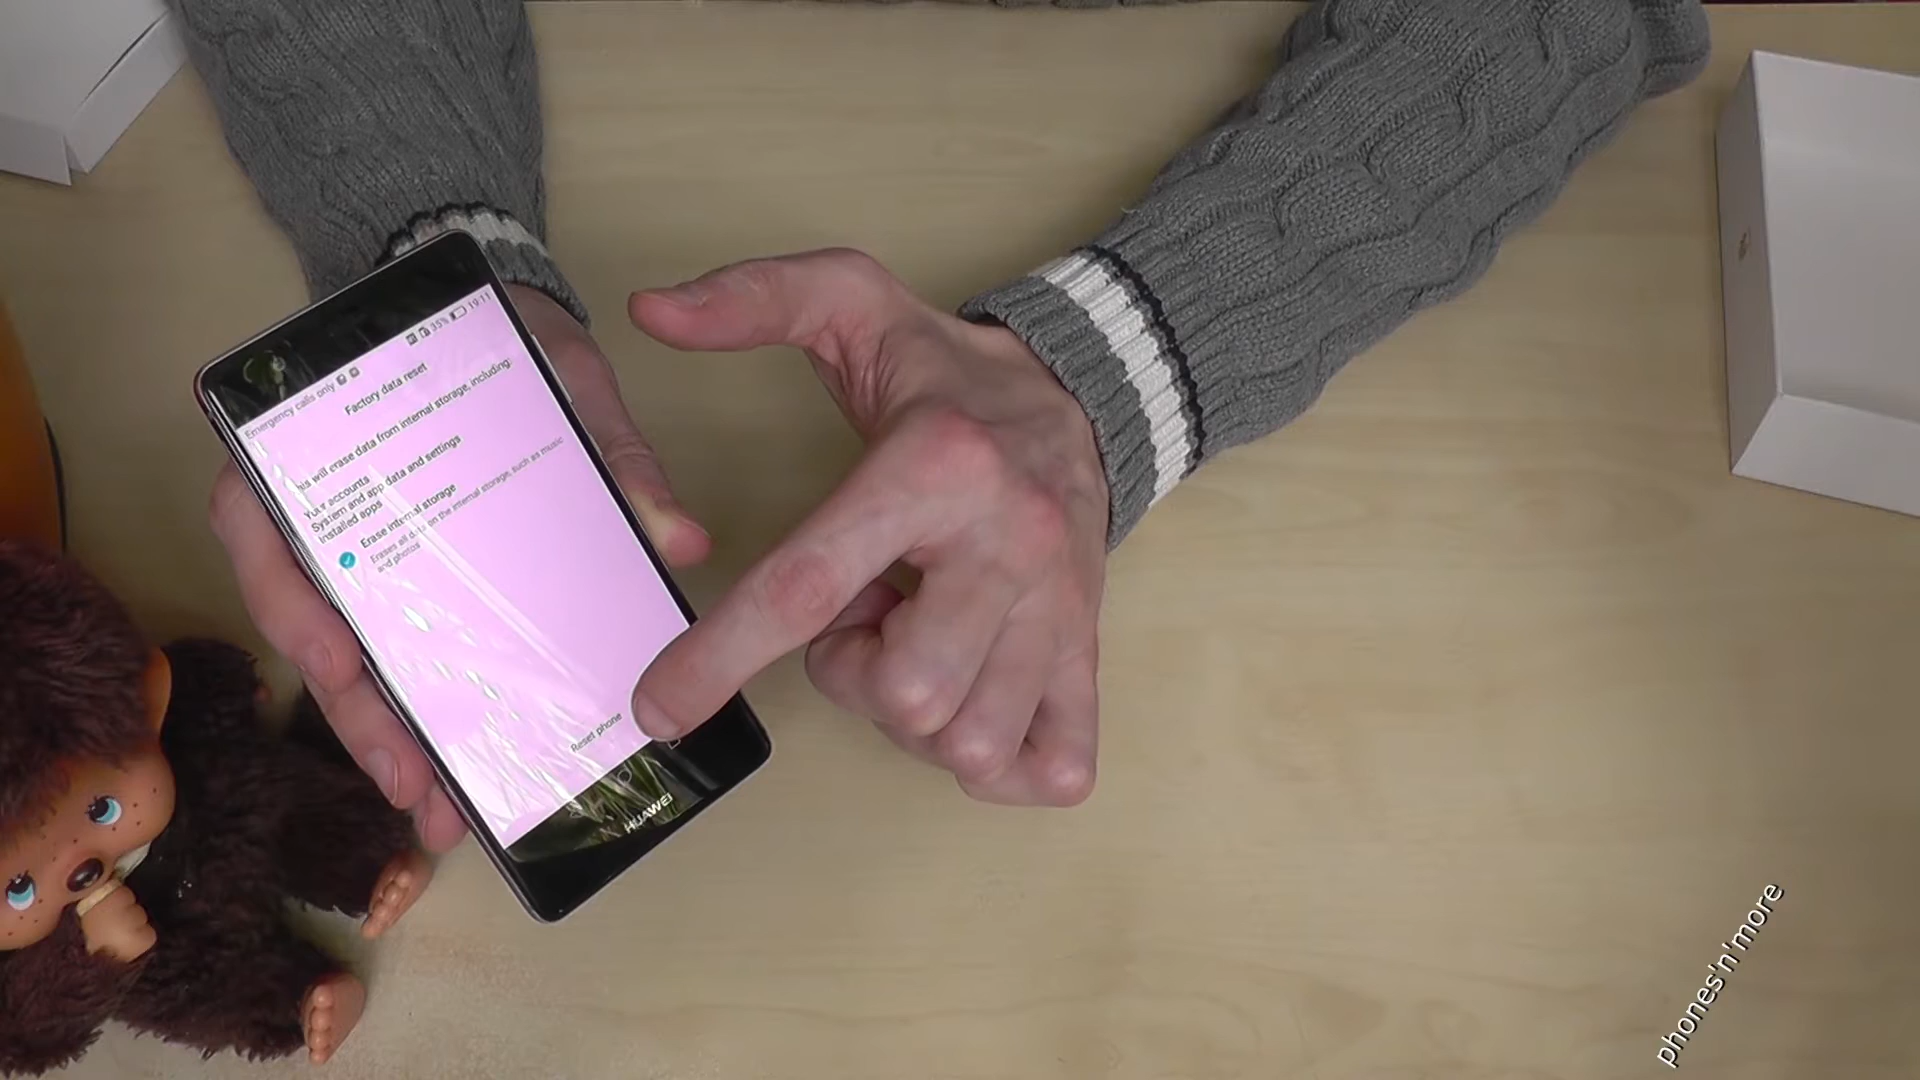 Emergency calls only
35% 19:11
Factory data reset
This will erase data from internal storage, including:
Your accounts
System and app data and settings
Installed apps
Erase internal storage
Erases all data on the internal storage, such as music
and photos
Reset phone
HUAWEI
phones'n'more